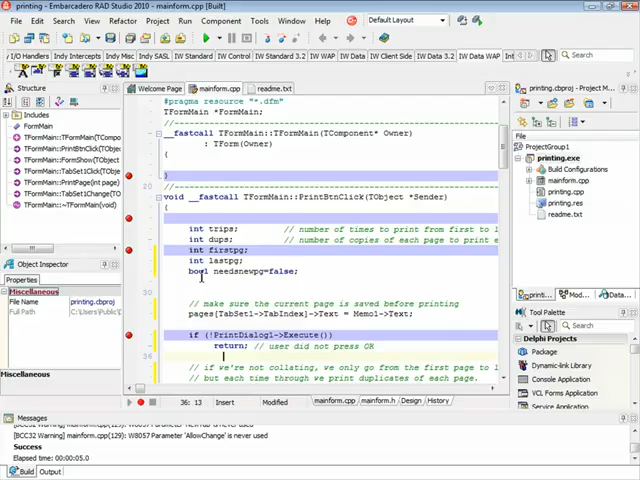 printing - Embarcadero RAD Studio 2010 - mainform.cpp
File Edit Search View Refactor Project Run Component Tools Window Help
Default Layout
I/O Handlers Indy Misc Indy SASL IW Standard IW Control IW Data IW Client Side IW Data 3.2 IW Standard 3.2 IW WAP IW Data WAP Int
Search
Structure
Includes
FormMain
TFormMain::TFormMain(TCompon
TFormMain::PrintBtnClick(TObject
TFormMain::FormShow(TObject
TFormMain::TabSet1Click(TObject
TFormMain::PrintPage(int page)
TFormMain::TabSet1Change(TObject
TFormMain::~TFormMain(void)
Object Inspector
Properties
Miscellaneous
File Name printing.cbproj
Full Path C:\Users\Public\D
Miscellaneous
Welcome Page mainform.cpp readme.txt
#pragma resource "*.dfm"
TFormMain *FormMain;
//
__fastcall TFormMain::TFormMain(TComponent* Owner)
: TForm(Owner)
{
}
20
//
void __fastcall TFormMain::PrintBtnClick(TObject *Sender)
{
int trips; // number of times to print from first to l
int dups; // number of copies of each page to print e
int firstpg;
int lastpg;
bool needsnewpg=false;
30
// make sure the current page is saved before printing
pages[TabSet1->TabIndex]->Text = Memo1->Text;
if (!PrintDialog1->Execute())
return; // user did not press OK
36
// if we're not collating, we only go from the first page to l
// but each time through we print duplicates of each page.
36: 13 Insert Modified mainform.cpp mainform.h Design History
printing.cbproj - Project M...
File
ProjectGroup1
printing.exe
Build Configurations
mainform.cpp
printing.cpp
printing.res
readme.txt
printi... Mod... Data...
Tool Palette
Search
Delphi Projects
Package
Dynamic-link Library
Console Application
VCL Forms Application
Service Application
Messages
[BCC32 Warning] mainform.cpp(129): W8057 Parameter 'AllowChange' is never used
Success
Elapsed time: 00:00:05.0
Build Output